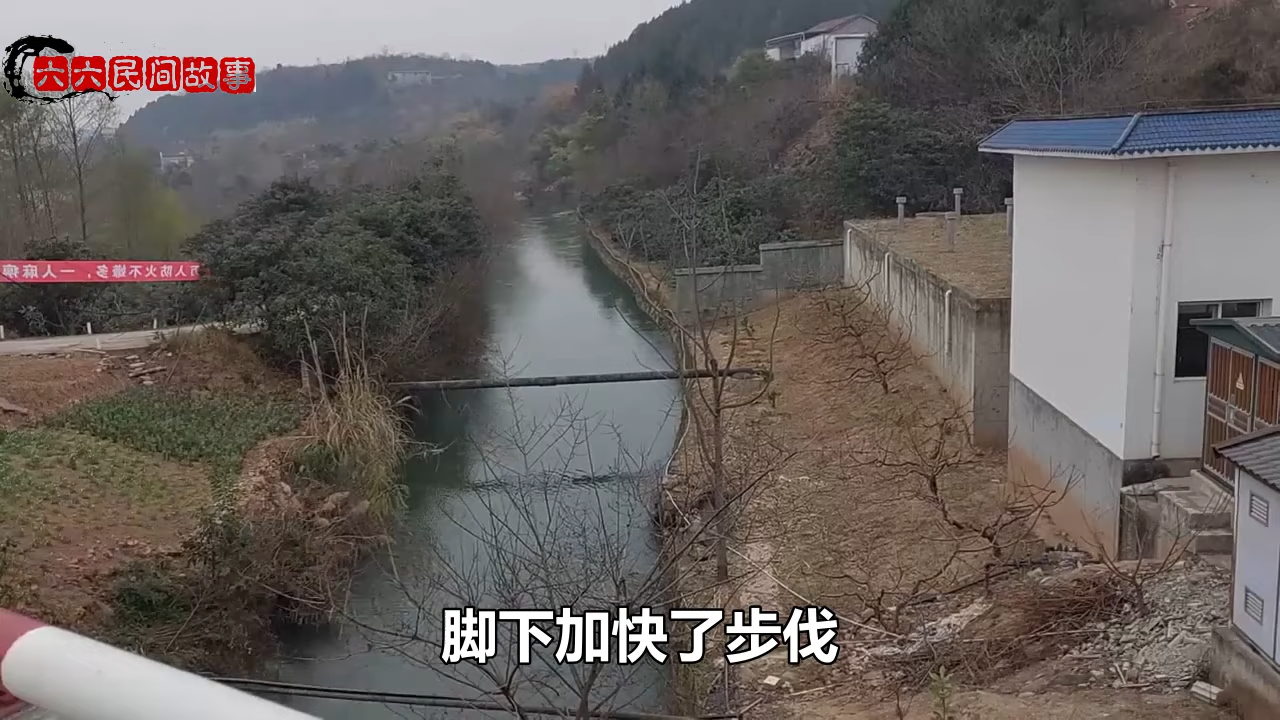 六六民间故事
万人防火不嫌多，一人麻痹
脚下加快了步伐